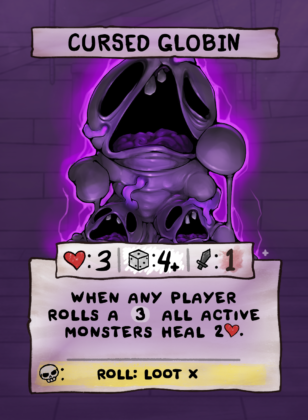 CURSED GLOBIN
:3 :4+ :1
WHEN ANY PLAYER
ROLLS A 3 ALL ACTIVE
MONSTERS HEAL 2♥.
: ROLL: LOOT X